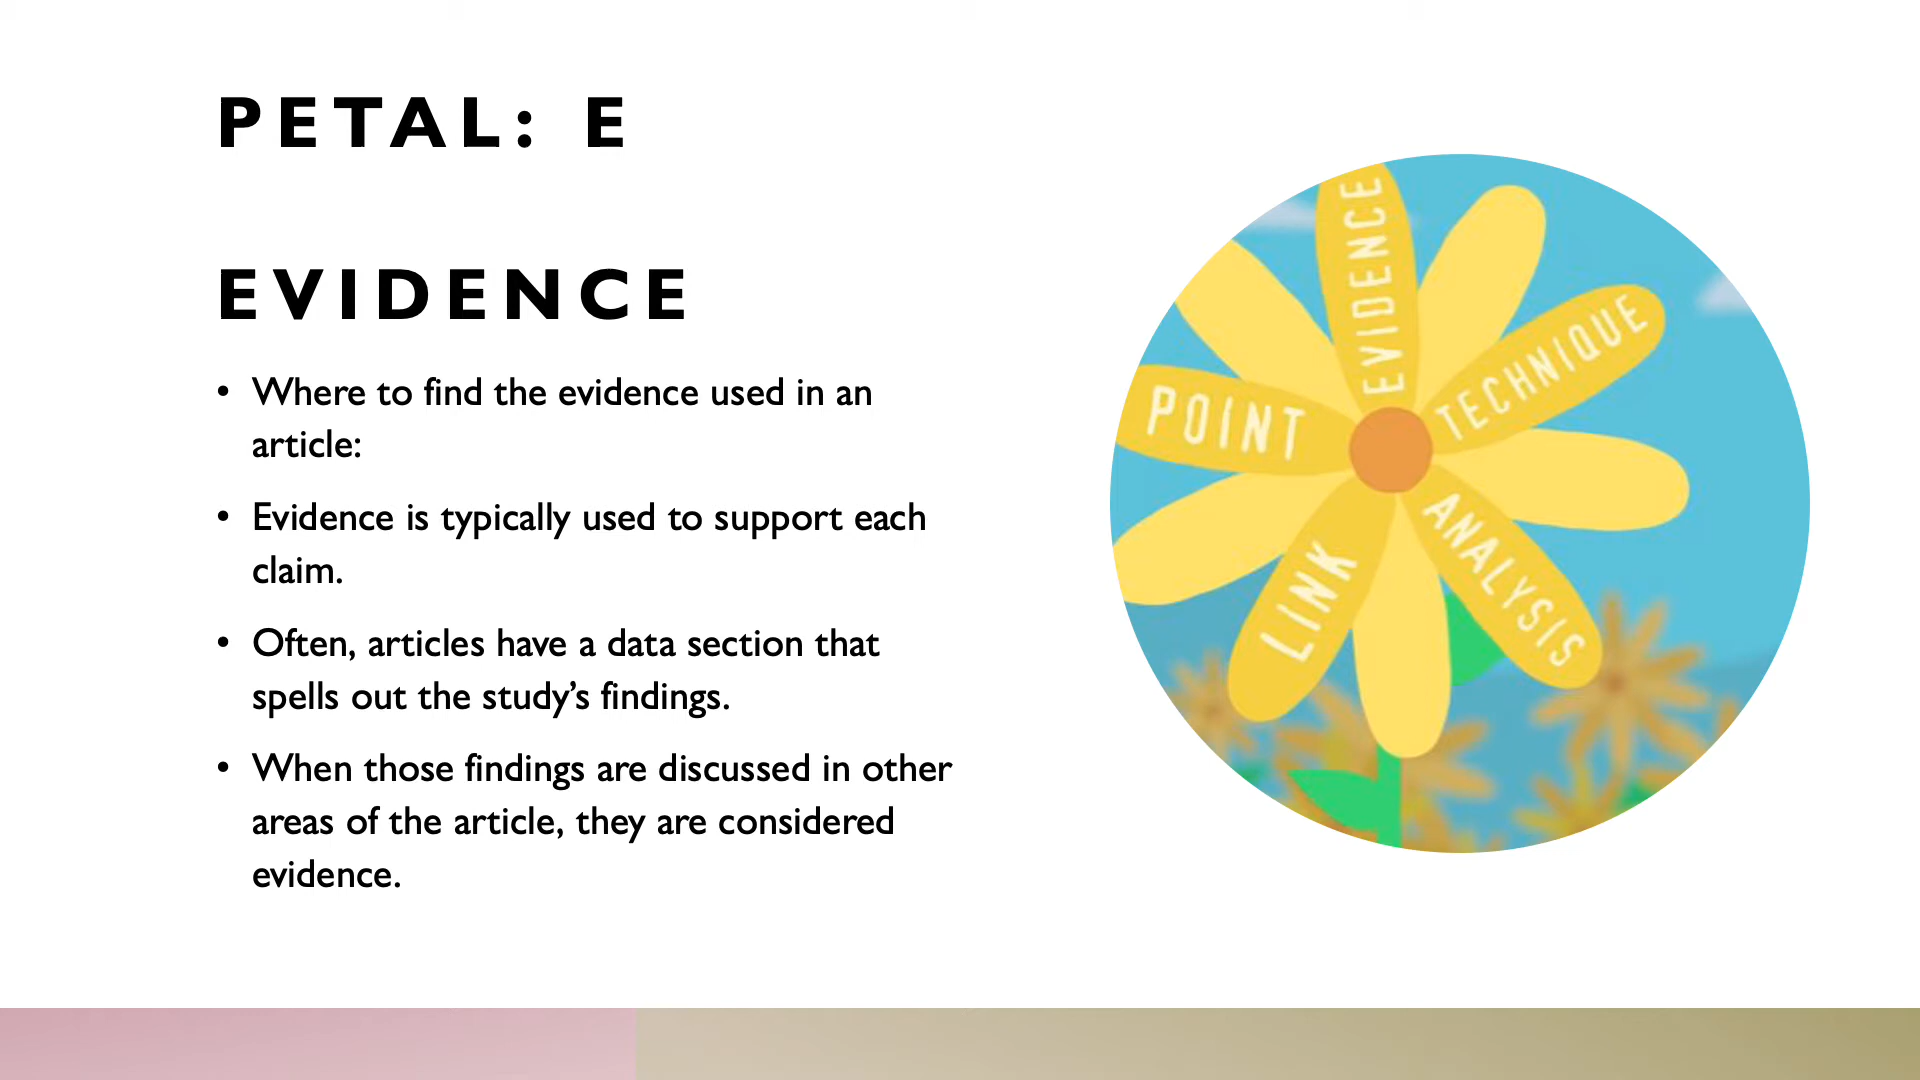 PETAL: E
EVIDENCE
• Where to find the evidence used in an
article:
• Evidence is typically used to support each
claim.
• Often, articles have a data section that
spells out the study’s findings.
• When those findings are discussed in other
areas of the article, they are considered
evidence.
POINT
EVIDENCE
TECHNIQUE
ANALYSIS
LINK